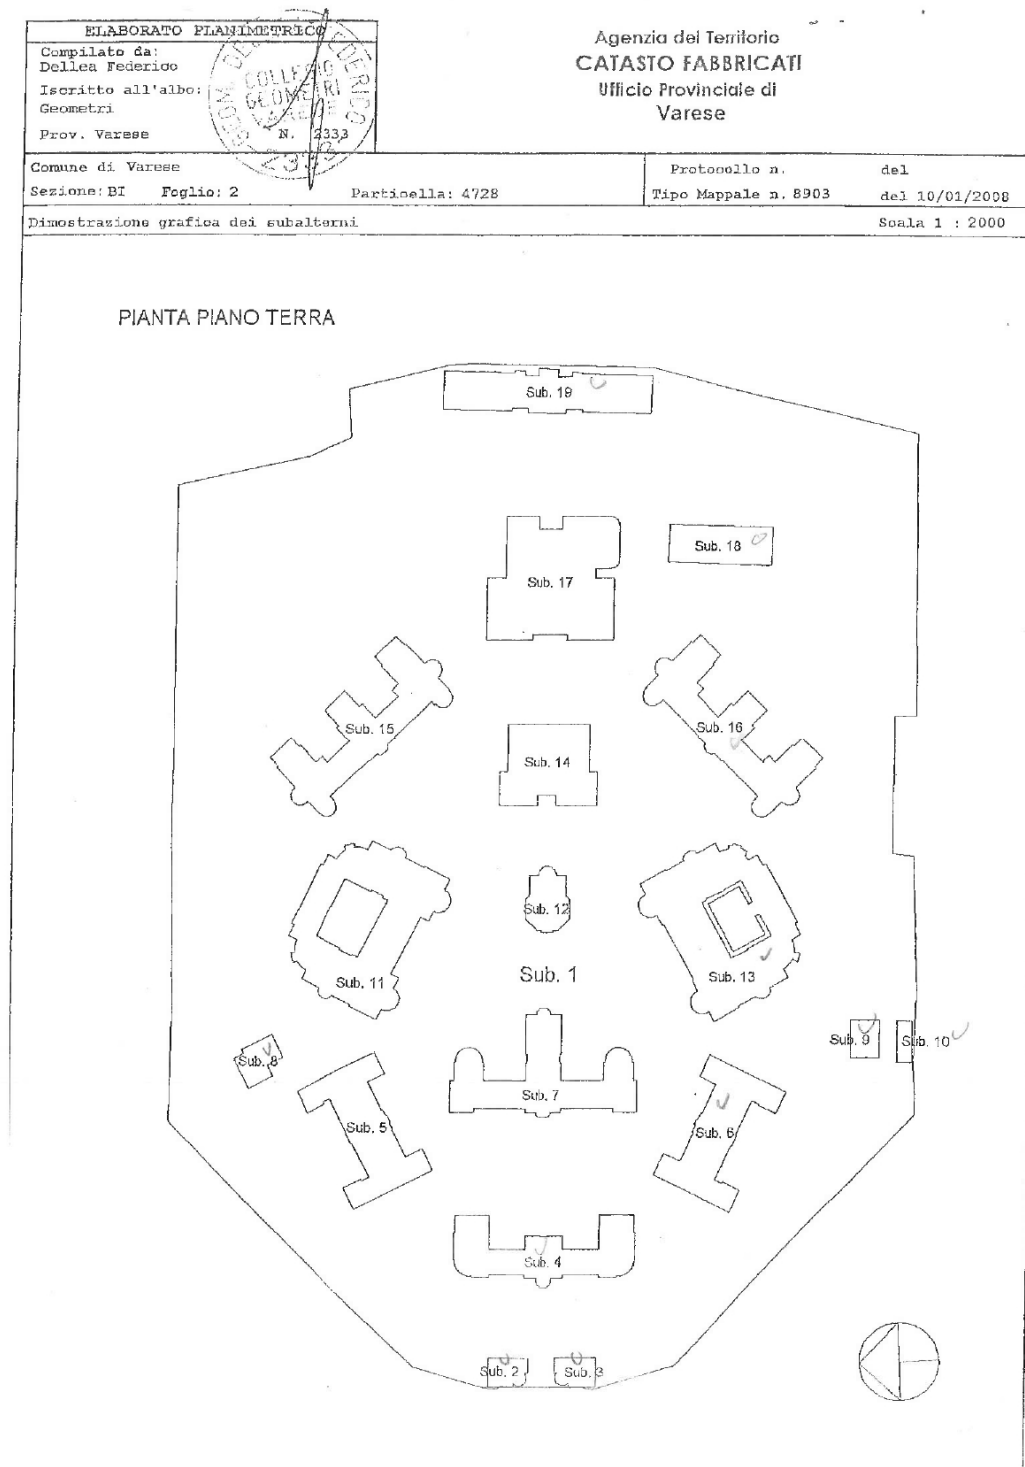 ELABORATO PLANIMETRICO
Compilato da:
Dellea Federico
Iscritto all'albo:
Geometri
Prov. Varese N. 2333
COLLEGIO
GEOMETRI
Agenzia del Territorio
CATASTO FABBRICATI
Ufficio Provinciale di
Varese
Comune di Varese
Sezione: BI Foglio: 2 Particella: 4728
Protocollo n. del
Tipo Mappale n. 8903 del 10/01/2008
Dimostrazione grafica dei subalterni Scala 1 : 2000
PIANTA PIANO TERRA
Sub. 19
Sub. 18
Sub. 17
Sub. 15
Sub. 16
Sub. 14
Sub. 12
Sub. 1
Sub. 11
Sub. 13
Sub. 9
Sub. 10
Sub. 8
Sub. 7
Sub. 5
Sub. 6
Sub. 4
Sub. 2
Sub. 3